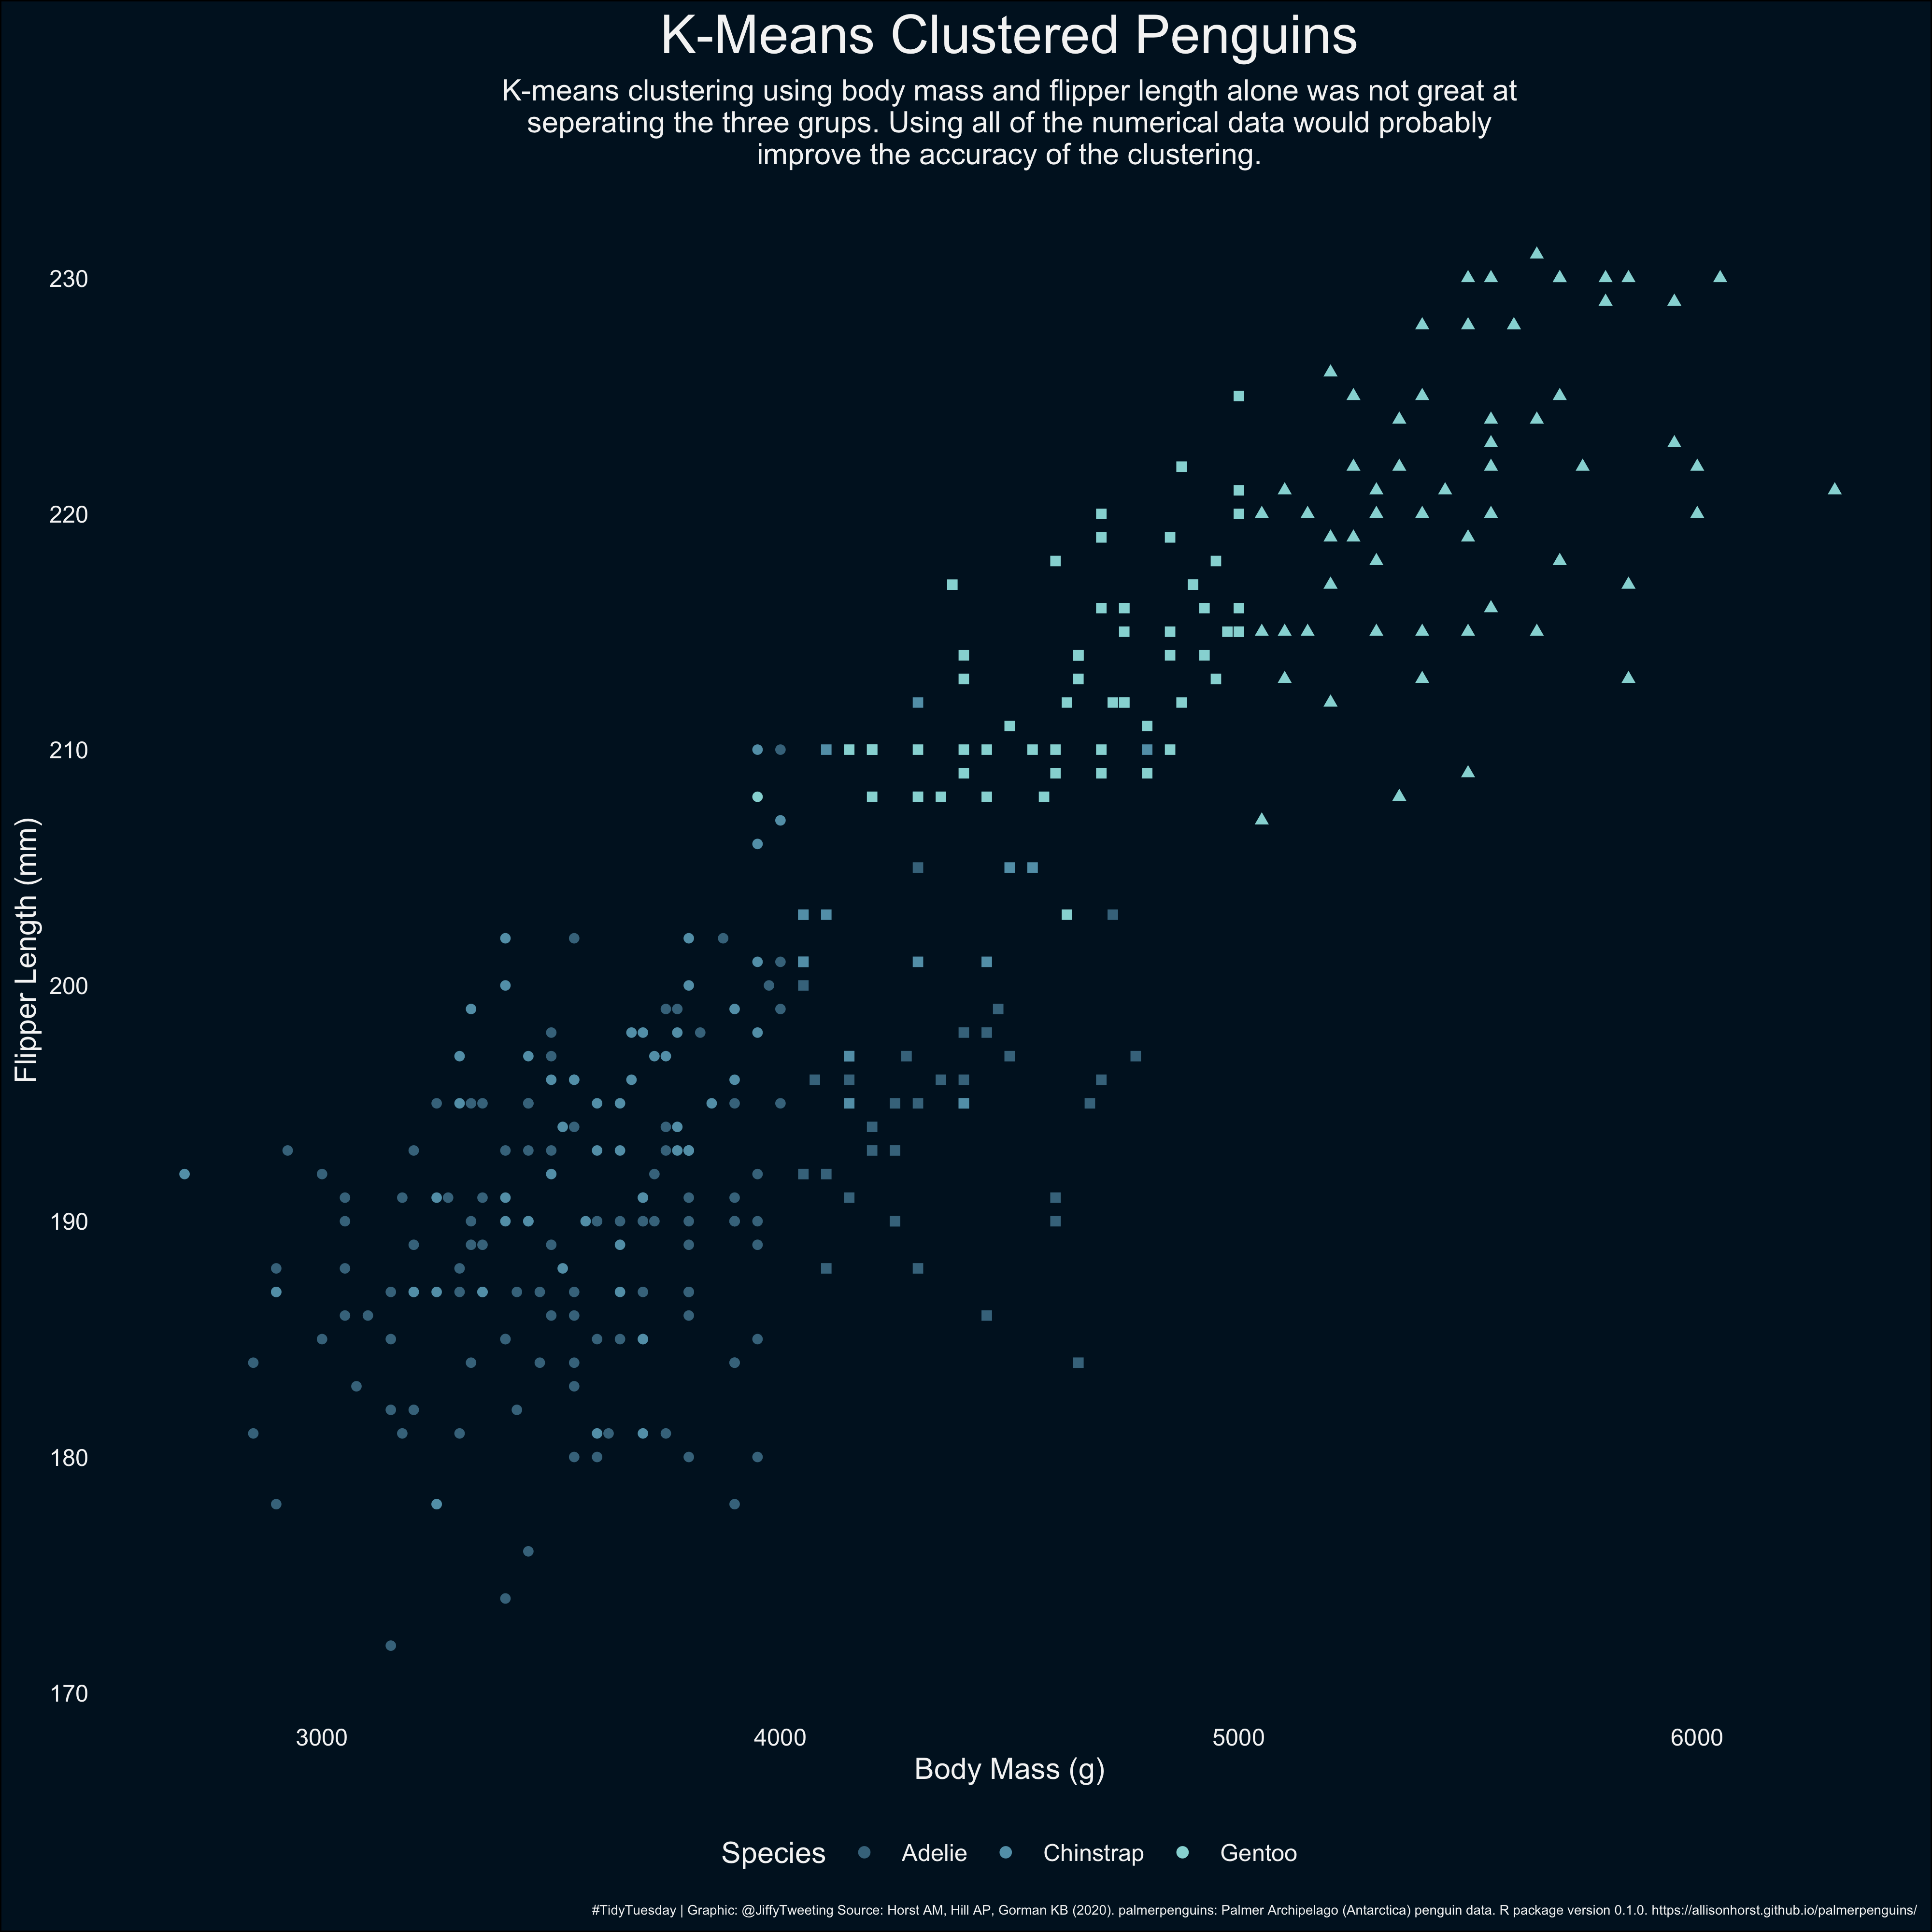 K-Means Clustered Penguins
K-means clustering using body mass and flipper length alone was not great at
seperating the three grups. Using all of the numerical data would probably
improve the accuracy of the clustering.
230
220
210
200
190
180
170
Flipper Length (mm)
3000 4000 5000 6000
Body Mass (g)
Species Adelie Chinstrap Gentoo
#TidyTuesday | Graphic: @JiffyTweeting Source: Horst AM, Hill AP, Gorman KB (2020). palmerpenguins: Palmer Archipelago (Antarctica) penguin data. R package version 0.1.0. https://allisonhorst.github.io/palmerpenguins/